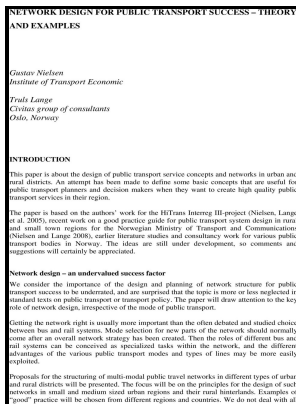 NETWORK DESIGN FOR PUBLIC TRANSPORT SUCCESS – THEORY
AND EXAMPLES
Gustav Nielsen
Institute of Transport Economic
Truls Lange
Civitas group of consultants
Oslo, Norway
INTRODUCTION
This paper is about the design of public transport service concepts and networks in urban and
rural districts. An attempt has been made to define some basic concepts that are useful for
public transport planners and decision makers when they want to create high quality public
transport services in their region.
The paper is based on the authors' work for the HiTrans Interreg III-project (Nielsen, Lange
et al. 2005), recent work on a good practice guide for public transport system design in rural
and small town regions for the Norwegian Ministry of Transport and Communications
(Nielsen and Lange 2008), earlier literature studies and consultancy work for various public
transport bodies in Norway. The ideas are still under development, so comments and
suggestions will certainly be appreciated.
Network design – an undervalued success factor
We consider the importance of the design and planning of network structure for public
transport success to be underrated, and are surprised that the topic is more or less neglected in
standard texts on public transport or transport policy. The paper will draw attention to the key
role of network design, irrespective of the mode of public transport.
Getting the network right is usually more important than the often debated and studied choice
between bus and rail systems. Mode selection for new parts of the network should normally
come after an overall network strategy has been created. Then the roles of different bus and
rail systems can be conceived as specialized tasks within the network, and the different
advantages of the various public transport modes and types of lines may be more easily
exploited.
Proposals for the structuring of multi-modal public travel networks in different types of urban
and rural districts will be presented. The focus will be on the principles for the design of such
networks in small and medium sized urban regions and their rural hinterlands. Examples of
"good" practice will be chosen from different regions and countries. We do not deal with all